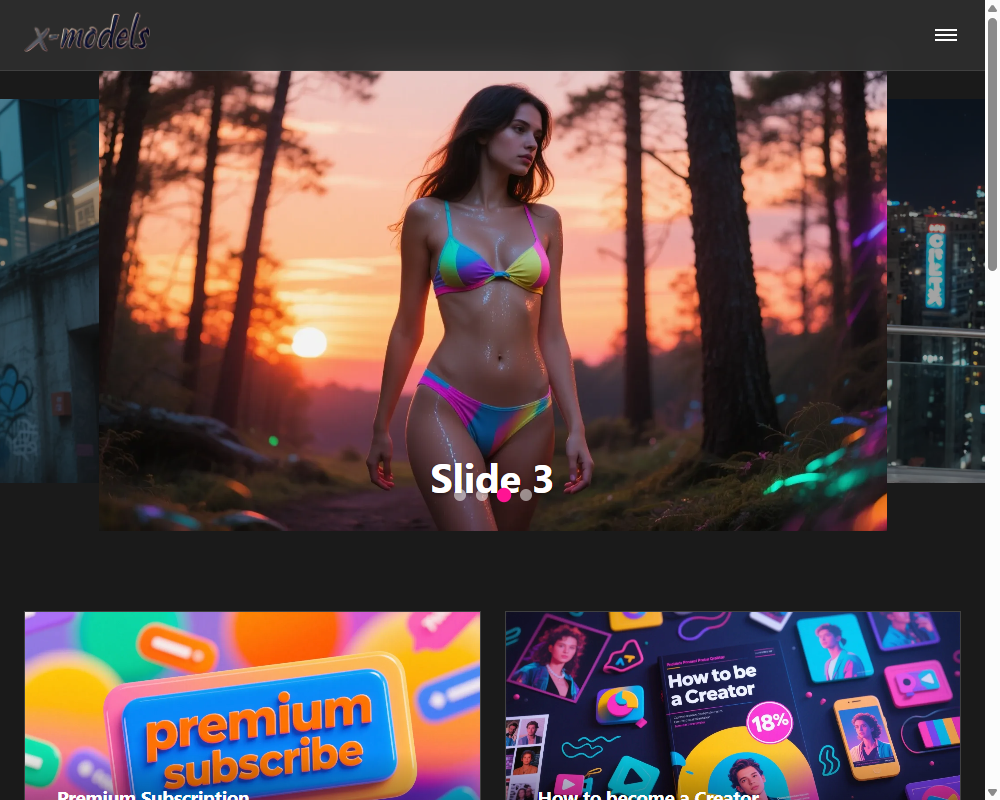 x-models
Slide 3
premium
subscribe
Premium Subscription
How to be
a Creator
18%
How to become a Creator